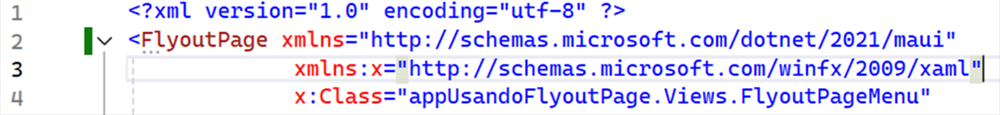 1 <?xml version="1.0" encoding="utf-8" ?>
2 <FlyoutPage xmlns="http://schemas.microsoft.com/dotnet/2021/maui"
3 xmlns:x="http://schemas.microsoft.com/winfx/2009/xaml"
4 x:Class="appUsandoFlyoutPage.Views.FlyoutPageMenu"